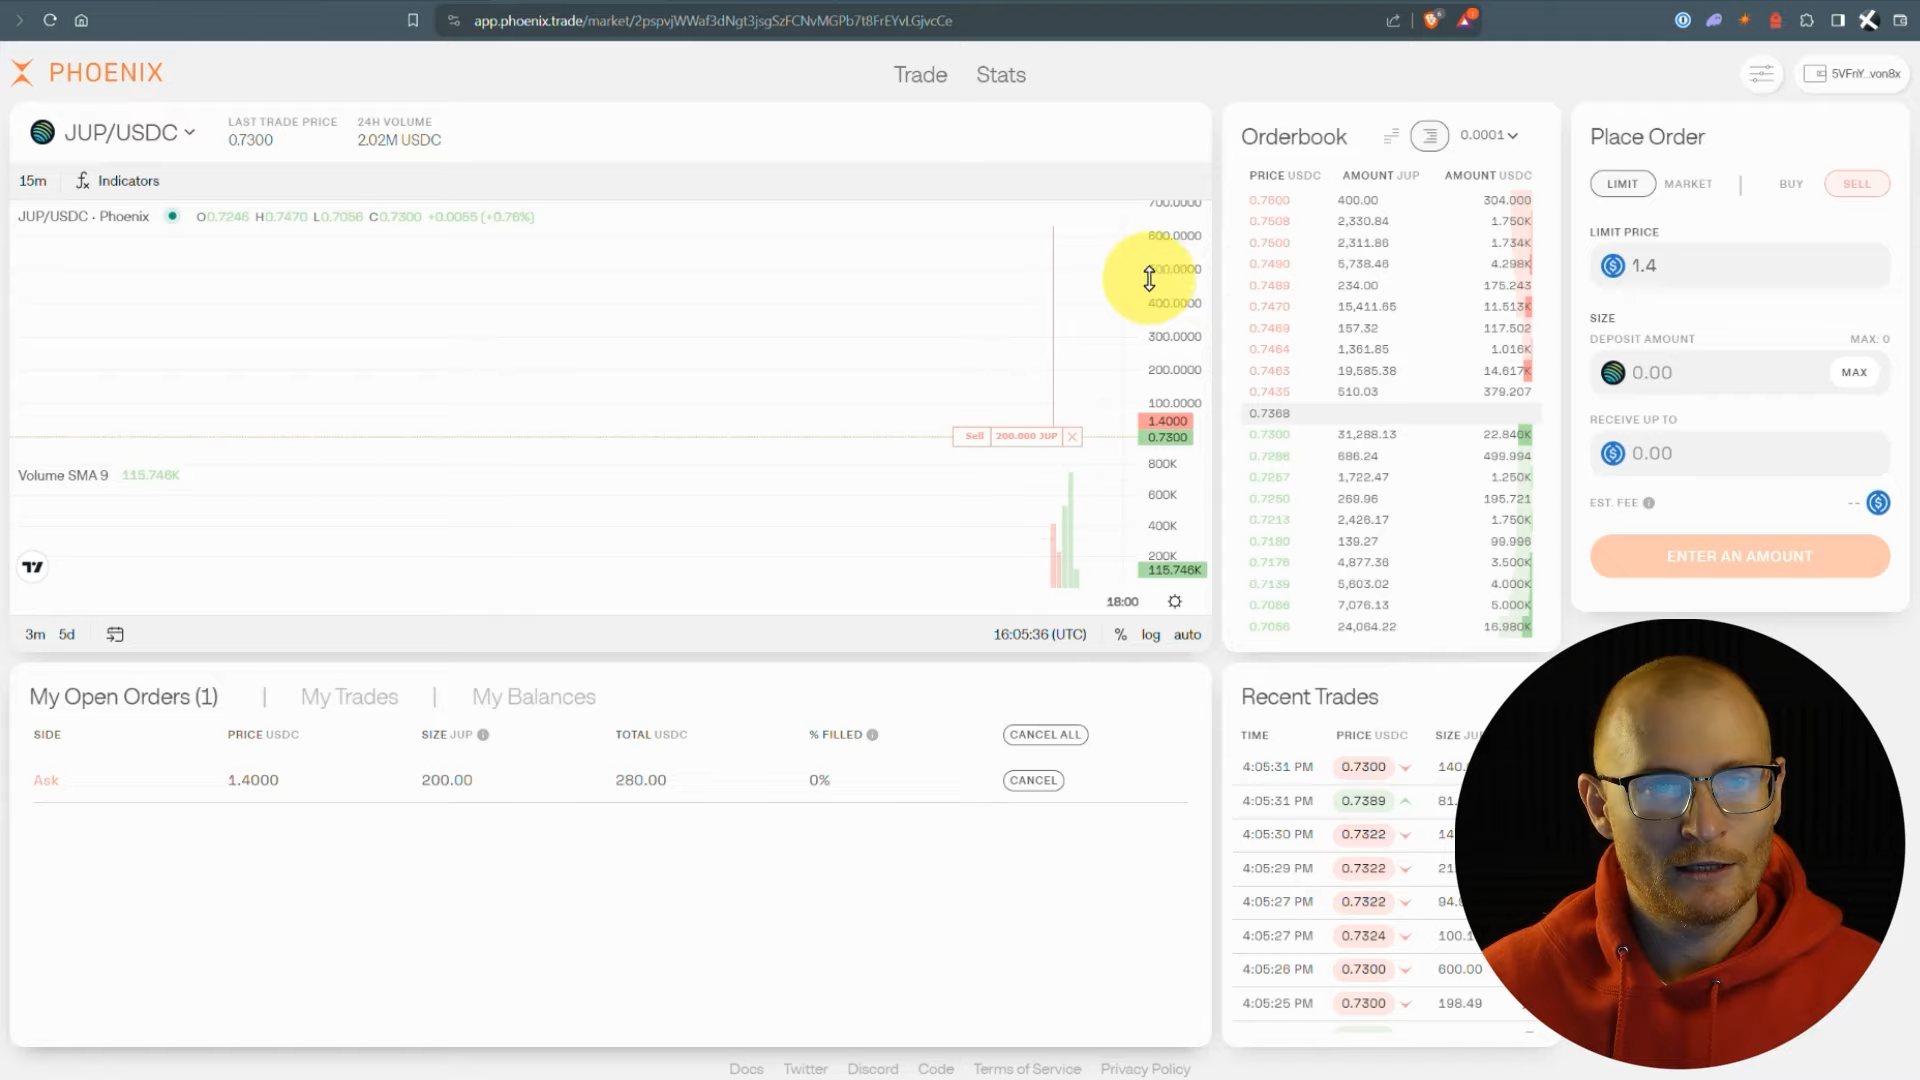 app.phoenix.trade/market/2pspvjWWaf3dNgt3jsgSzFCNvMGPb7t8FrEYvLGjvcCe
PHOENIX
Trade Stats
5VFnY...von8x
JUP/USDC
LAST TRADE PRICE
0.7300
24H VOLUME
2.02M USDC
15m Indicators
JUP/USDC · Phoenix O0.7246 H0.7470 L0.7056 C0.7300 +0.0055 (+0.76%)
700.0000
600.0000
400.0000
300.0000
200.0000
100.0000
1.4000
0.7300
Sell 200.000 JUP
Volume SMA 9 115.746K
800K
600K
400K
200K
115.746K
18:00
3m 5d
16:05:36 (UTC) % log auto
Orderbook 0.0001
PRICE USDC AMOUNT JUP AMOUNT USDC
0.7600 400.00 304.000
0.7508 2,330.84 1.750K
0.7500 2,311.86 1.734K
0.7490 5,738.46 4.298K
0.7489 234.00 175.243
0.7470 15,411.65 11.513K
0.7469 157.32 117.502
0.7464 1,361.85 1.016K
0.7463 19,585.38 14.617K
0.7435 510.03 379.207
0.7368
0.7300 31,288.13 22.840K
0.7286 686.24 499.994
0.7257 1,722.47 1.250K
0.7250 269.96 195.721
0.7213 2,426.17 1.750K
0.7180 139.27 99.996
0.7176 4,877.36 3.500K
0.7139 5,603.02 4.000K
0.7066 7,076.13 5.000K
0.7056 24,064.22 16.980K
Place Order
LIMIT MARKET | BUY SELL
LIMIT PRICE
1.4
SIZE
DEPOSIT AMOUNT MAX: 0
0.00 MAX
RECEIVE UP TO
0.00
EST. FEE --
ENTER AN AMOUNT
My Open Orders (1) | My Trades | My Balances
SIDE PRICE USDC SIZE JUP TOTAL USDC % FILLED CANCEL ALL
Ask 1.4000 200.00 280.00 0% CANCEL
Recent Trades
TIME PRICE USDC SIZE
4:05:31 PM 0.7300 140.
4:05:31 PM 0.7389 81.
4:05:30 PM 0.7322 14
4:05:29 PM 0.7322 21
4:05:27 PM 0.7322 94.
4:05:27 PM 0.7324 100.
4:05:26 PM 0.7300 600.00
4:05:25 PM 0.7300 198.49
Docs Twitter Discord Code Terms of Service Privacy Policy